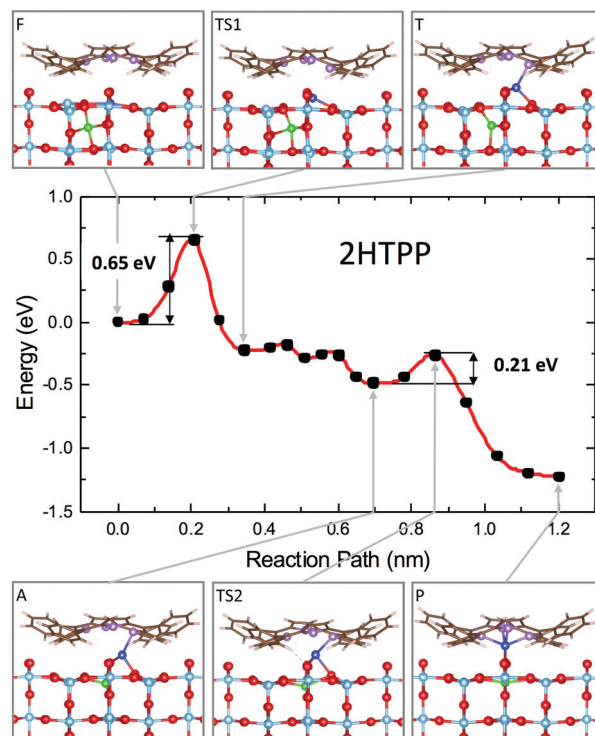 F
TS1
T
1.0
0.5
0.0
-0.5
-1.0
-1.5
Energy (eV)
0.65 eV
2HTPP
0.21 eV
0.0 0.2 0.4 0.6 0.8 1.0 1.2
Reaction Path (nm)
A
TS2
P